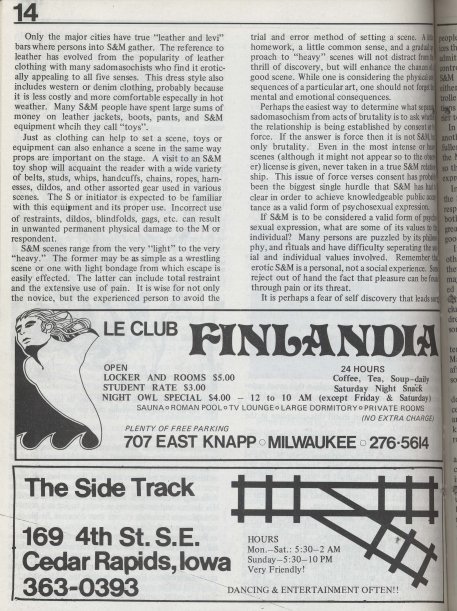 14
Only the major cities have true "leather and levi"
bars where persons into S&M gather. The reference to
leather has evolved from the popularity of leather
clothing with many sadomasochists who find it erotic-
ally appealing to all five senses. This dress style also
includes western or denim clothing, probably because
it is less costly and more comfortable espeically in hot
weather. Many S&M people have spent large sums of
money on leather jackets, boots, pants, and S&M
equipment whcih they call "toys".
Just as clothing can help to set a scene, toys or
equipment can also enhance a scene in the same way
props are important on the stage. A visit to an S&M
toy shop will acquaint the reader with a wide variety
of belts, studs, whips, handcuffs, chains, ropes, harn-
esses, dildos, and other assorted gear used in various
scenes. The S or initiator is expected to be familiar
with this equipment and its proper use. Incorrect use
of restraints, dildos, blindfolds, gags, etc. can result
in unwanted permanent physical damage to the M or
respondent.
S&M scenes range from the very "light" to the very
"heavy." The former may be as simple as a wrestling
scene or one with light bondage from which escape is
easily effected. The latter can include total restraint
and the extensive use of pain. It is wise for not only
the novice, but the experienced person to avoid the
trial and error method of setting a scene. A
homework, a little common sense, and a gradual
proach to "heavy" scenes will not distract from
thrill of discovery, but will enhance the chances of
good scene. While one is considering the physical
sequences of a particular art, one should not forget
mental and emotional consequences.
Perhaps the easiest way to determine what
sadomasochism from acts of brutality is to ask
the relationship is being established by consent or
force. If the answer is force then it is not S&M,
only brutality. Even in the most intense or
scenes (although it might not appear so to the
er) license is given, never taken in a true S&M
ship. This issue of force verses consent has
been the biggest single hurdle that S&M has had
clear in order to achieve knowledgeable public
tance as a valid form of psychosexual expression.
If S&M is to be considered a valid form of
sexual expression, what are some of its values to
individual? Many persons are puzzled by its
phy, and rituals and have difficulty seperating the
ial and individual values involved. Remember
erotic S&M is a personal, not a social experience.
reject out of hand the fact that pleasure can be
through pain or its threat.
It is perhaps a fear of self discovery that leads
LE CLUB FINLANDIA
OPEN 24 HOURS
LOCKER AND ROOMS $5.00 Coffee, Tea, Soup-daily
STUDENT RATE $3.00 Saturday Night Snack
NIGHT OWL SPECIAL $4.00 – 12 to 10 AM (except Friday & Saturday)
SAUNA○ROMAN POOL○TV LOUNGE○LARGE DORMITORY○PRIVATE ROOMS
(NO EXTRA CHARGE)
PLENTY OF FREE PARKING
707 EAST KNAPP○MILWAUKEE○276-5614
The Side Track
169 4th St. S.E.
Cedar Rapids, Iowa
363-0393
HOURS
Mon.–Sat.: 5:30–2 AM
Sunday–5:30–10 PM
Very Friendly!
DANCING & ENTERTAINMENT OFTEN!!